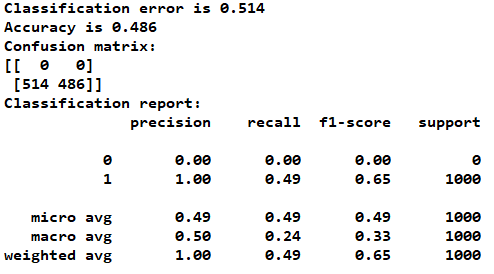 Classification error is 0.514
Accuracy is 0.486
Confusion matrix:
[[  0   0]
 [514 486]]
Classification report:
              precision    recall  f1-score   support

           0       0.00      0.00      0.00         0
           1       1.00      0.49      0.65      1000

   micro avg       0.49      0.49      0.49      1000
   macro avg       0.50      0.24      0.33      1000
weighted avg       1.00      0.49      0.65      1000